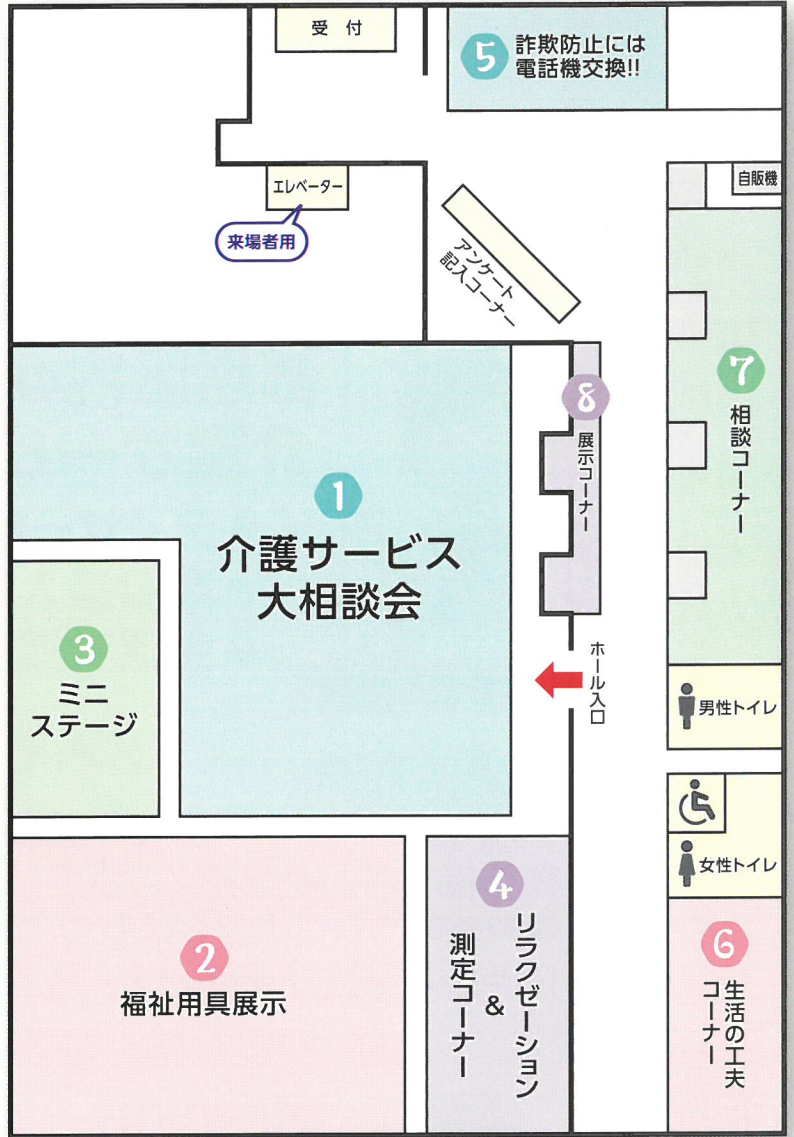 受付
5
詐欺防止には
電話機交換!!
自販機
エレベーター
来場者用
アンケート
記入コーナー
7
相談コーナー
8
展示コーナー
1
介護サービス
大相談会
3
ミニ
ステージ
ホール入口
男性トイレ
女性トイレ
2
福祉用具展示
4
リラクゼーション
&
測定コーナー
6
生活の工夫
コーナー